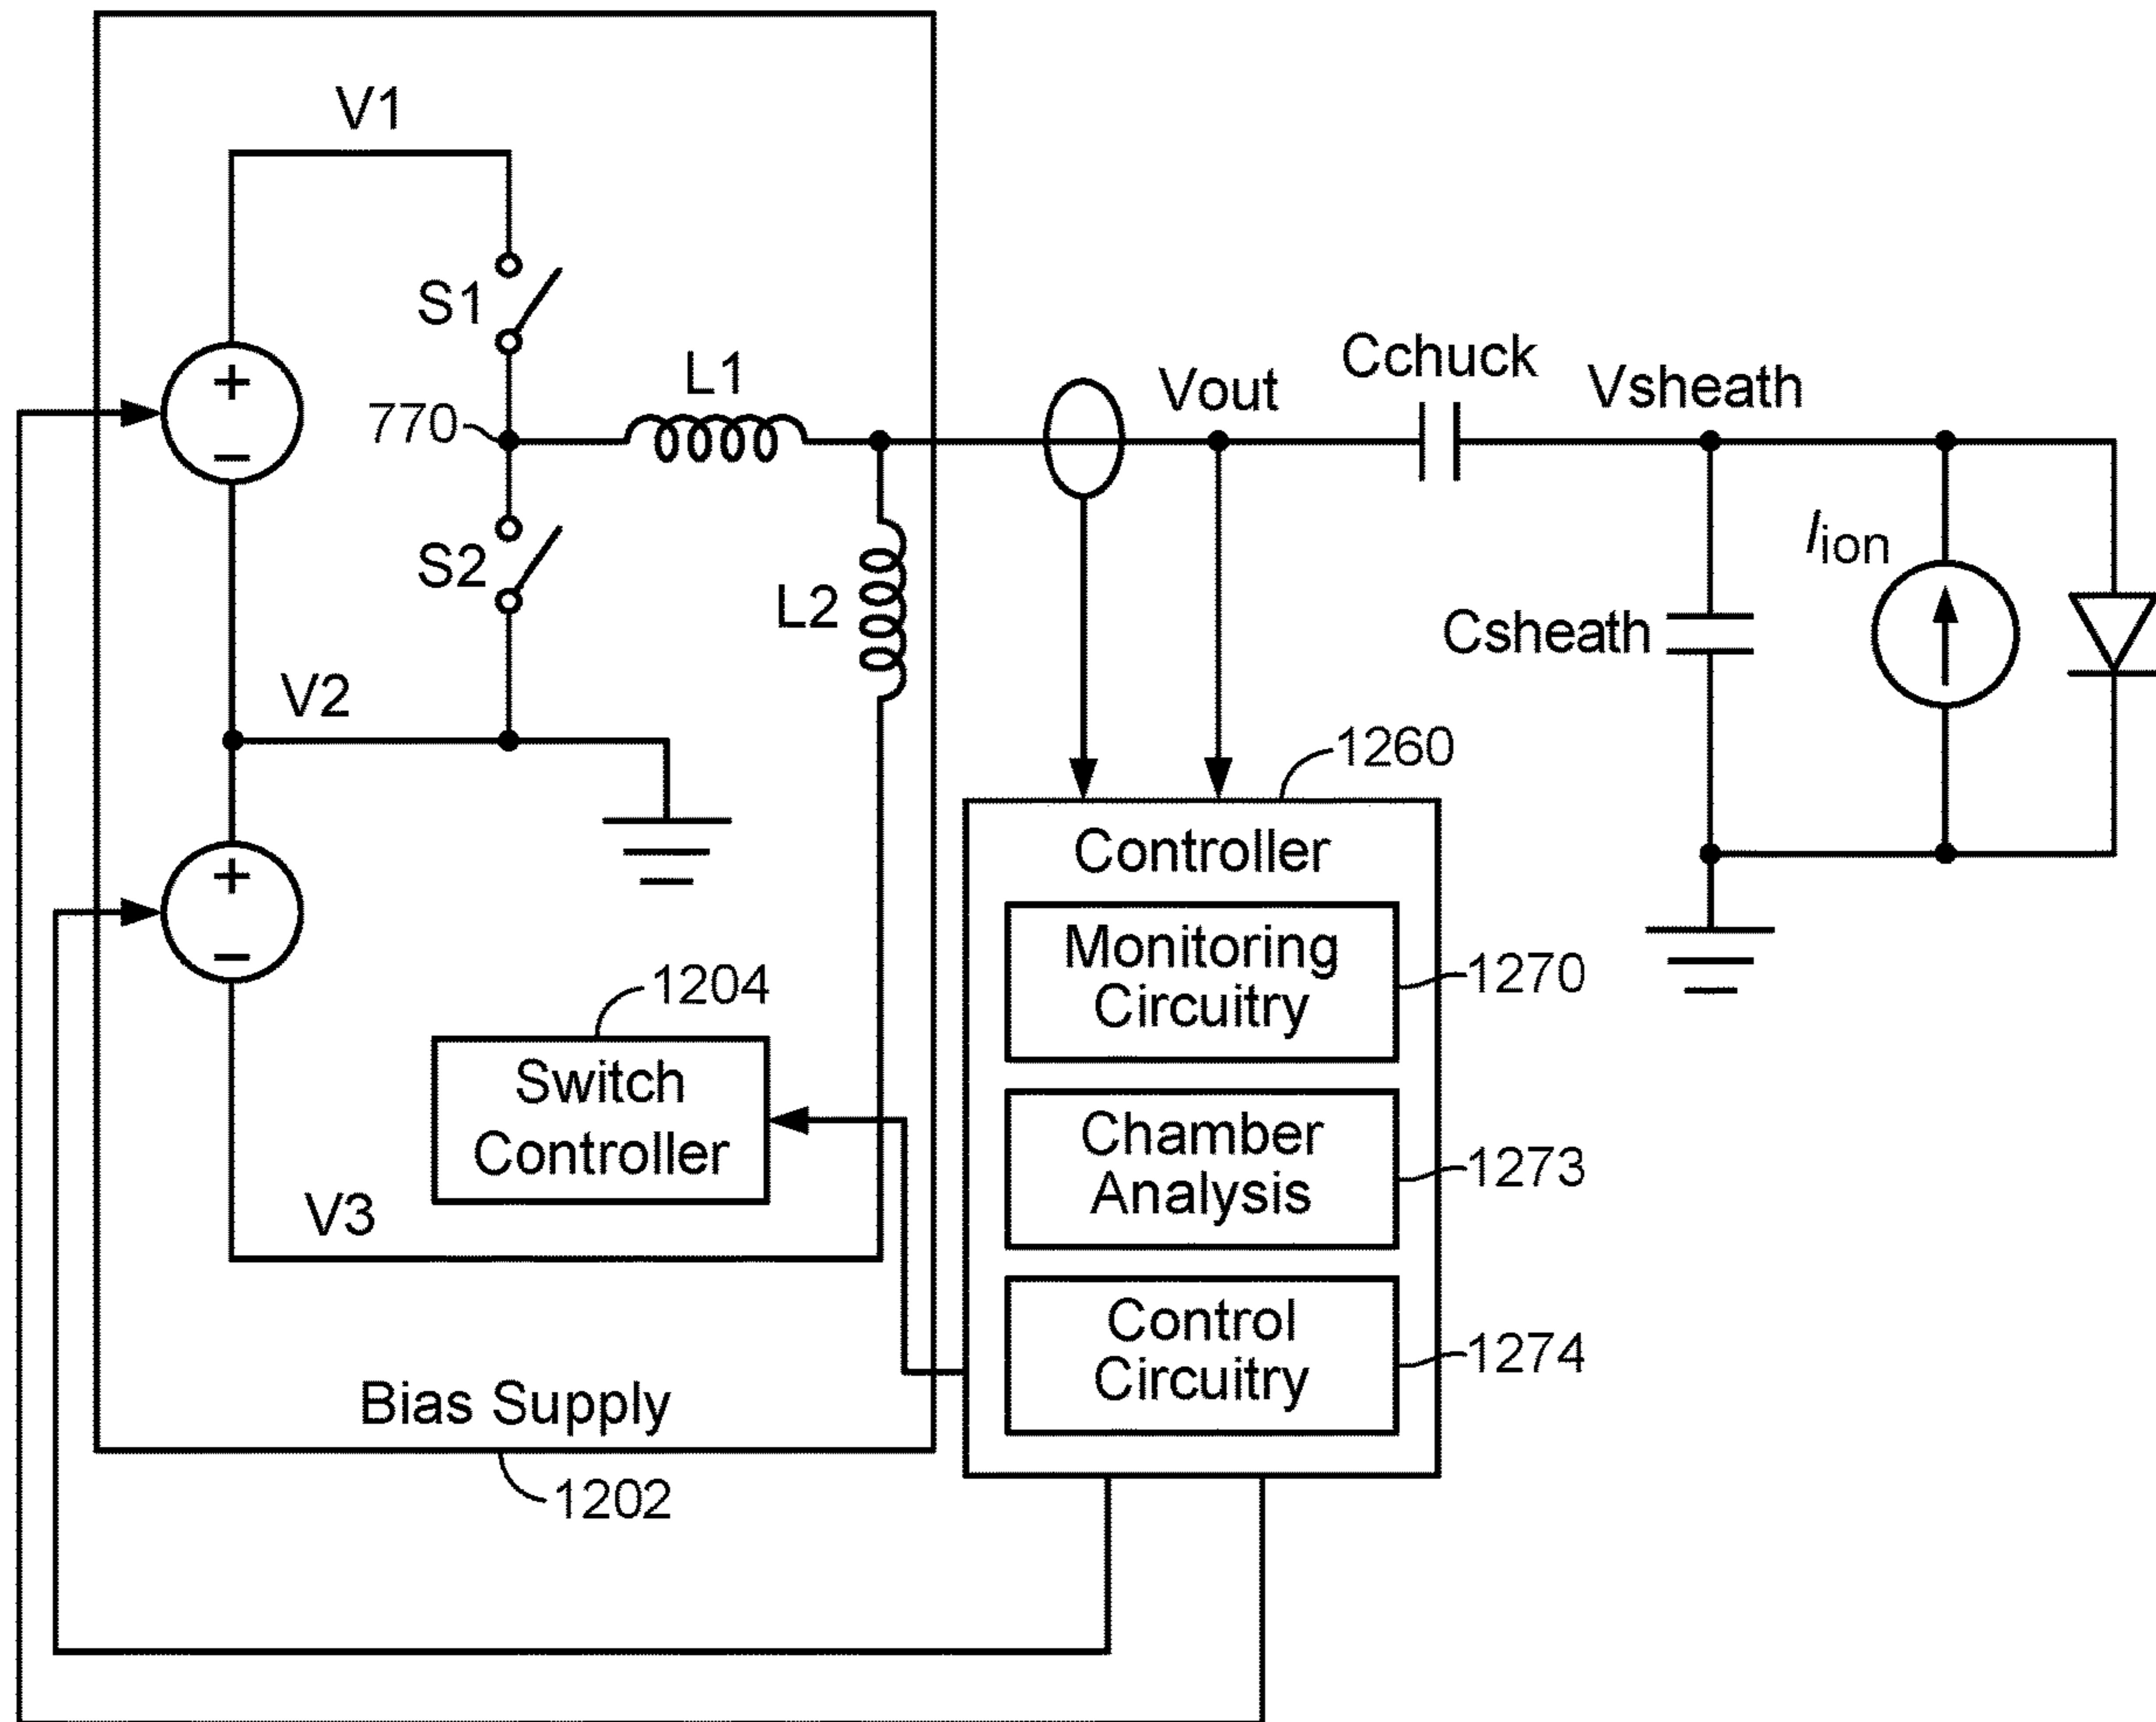 V1
S1
L1
770
S2
L2
V2
V3
1204
Switch
Controller
Bias Supply
1202
Vout
Cchuck
Vsheath
Iion
Csheath
1260
Controller
Monitoring
Circuitry
1270
Chamber
Analysis
1273
Control
Circuitry
1274
+
−
+
−